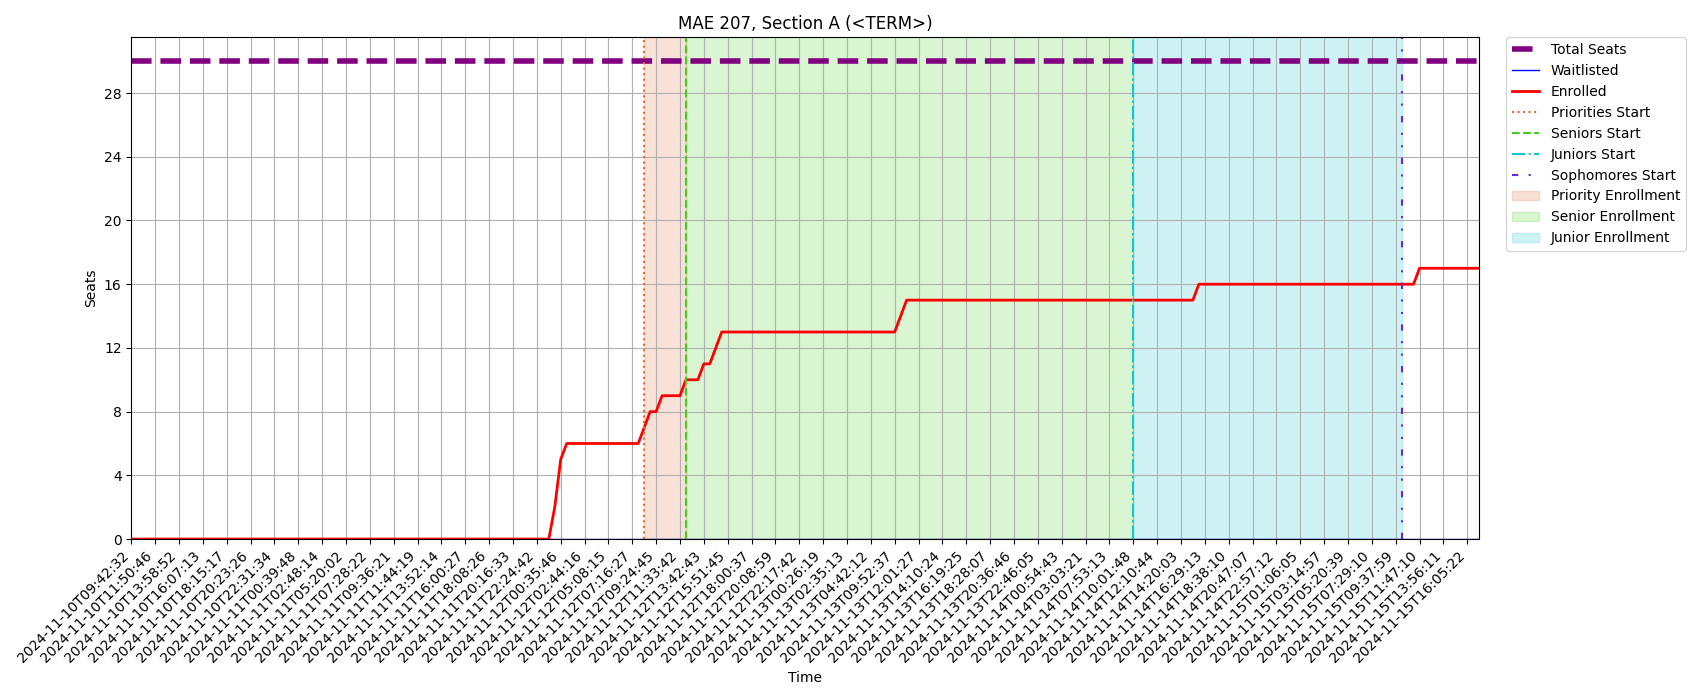 MAE 207, Section A (<TERM>)
Total Seats
Waitlisted
Enrolled
Priorities Start
Seniors Start
Juniors Start
Sophomores Start
Priority Enrollment
Senior Enrollment
Junior Enrollment
Seats
28
24
20
16
12
8
4
0
2024-11-10T09:42:32
2024-11-10T11:50:46
2024-11-10T13:58:52
2024-11-10T16:07:13
2024-11-10T18:15:17
2024-11-10T20:23:26
2024-11-10T22:31:34
2024-11-11T00:39:48
2024-11-11T02:48:14
2024-11-11T05:20:02
2024-11-11T07:28:22
2024-11-11T09:36:21
2024-11-11T11:44:19
2024-11-11T13:52:14
2024-11-11T16:00:27
2024-11-11T18:08:26
2024-11-11T20:16:33
2024-11-11T22:24:42
2024-11-12T00:35:46
2024-11-12T02:44:16
2024-11-12T05:08:15
2024-11-12T07:16:27
2024-11-12T09:24:45
2024-11-12T11:33:42
2024-11-12T13:42:43
2024-11-12T15:51:45
2024-11-12T18:00:37
2024-11-12T20:08:59
2024-11-12T22:17:42
2024-11-13T00:26:19
2024-11-13T02:35:13
2024-11-13T04:42:12
2024-11-13T09:52:37
2024-11-13T12:01:27
2024-11-13T14:10:24
2024-11-13T16:19:25
2024-11-13T18:28:07
2024-11-13T20:36:46
2024-11-13T22:46:05
2024-11-14T00:54:43
2024-11-14T03:03:21
2024-11-14T07:53:13
2024-11-14T10:01:48
2024-11-14T12:10:44
2024-11-14T14:20:03
2024-11-14T16:29:13
2024-11-14T18:38:10
2024-11-14T20:47:07
2024-11-14T22:57:12
2024-11-15T01:06:05
2024-11-15T03:14:57
2024-11-15T05:20:39
2024-11-15T07:29:10
2024-11-15T09:37:59
2024-11-15T11:47:10
2024-11-15T13:56:11
2024-11-15T16:05:22
Time